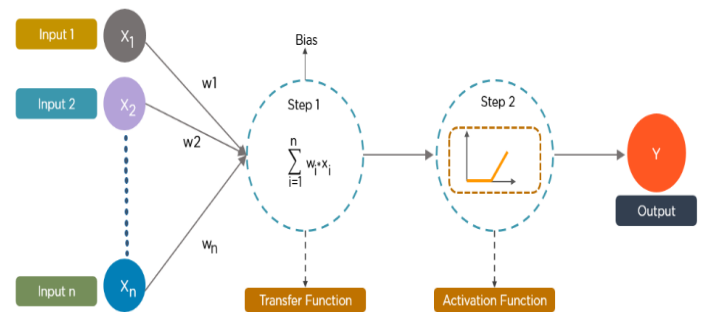 Input 1
X1
Input 2
X2
Input n
Xn
w1
w2
wn
Bias
Step 1
n
∑ wi*xi
i=1
Transfer Function
Step 2
Activation Function
Y
Output